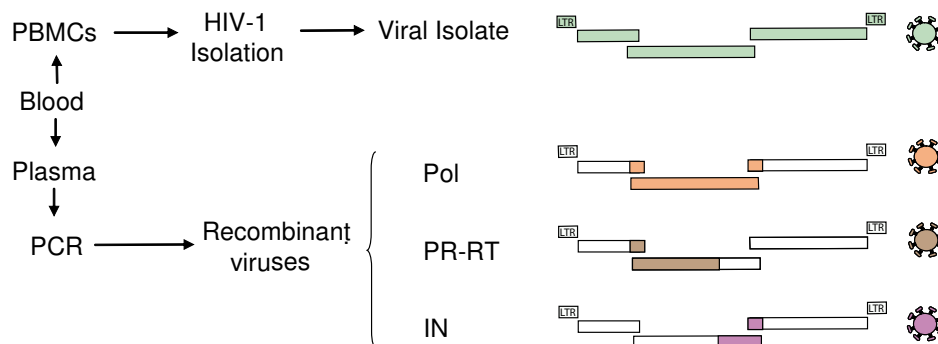 PBMCs
HIV-1
Isolation
Viral Isolate
LTR
LTR
Blood
Plasma
PCR
Recombinant
viruses
Pol
LTR
LTR
PR-RT
LTR
LTR
IN
LTR
LTR